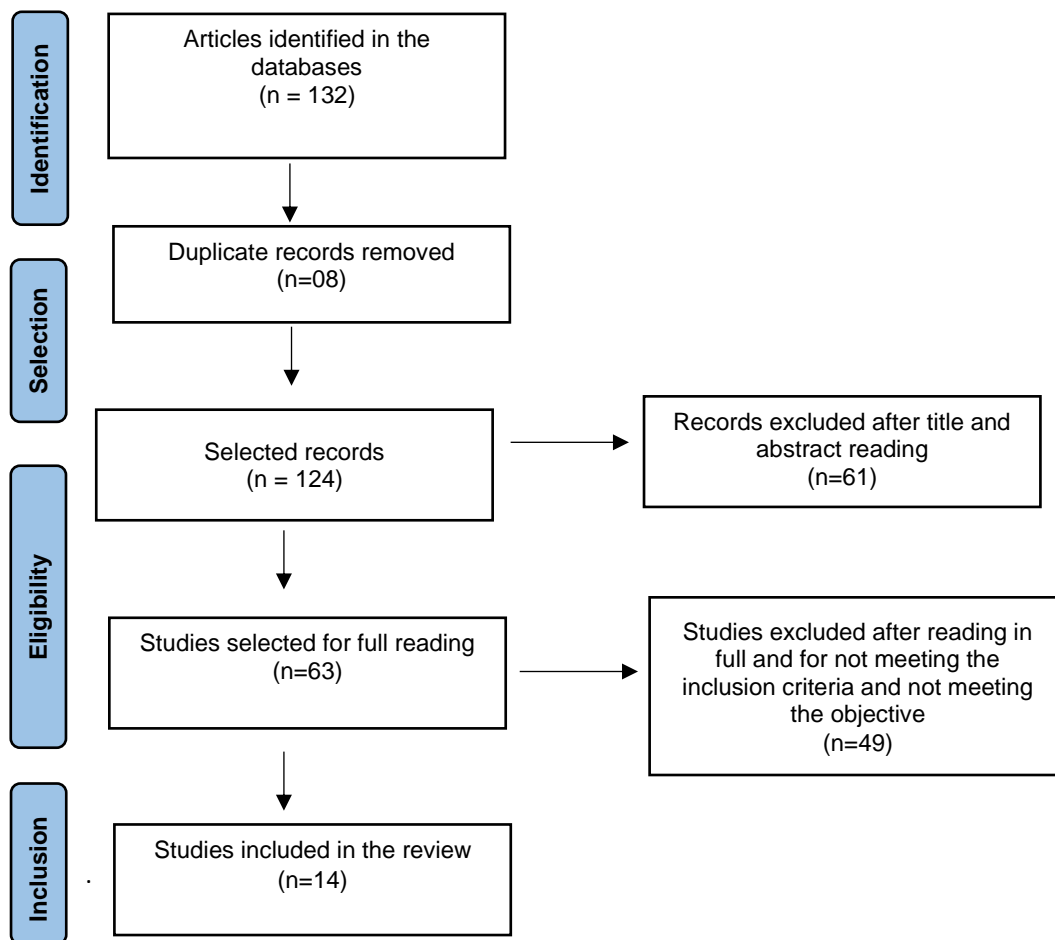 Identification
Articles identified in the
databases
(n = 132)
Duplicate records removed
(n=08)
Selection
Selected records
(n = 124)
Records excluded after title and
abstract reading
(n=61)
Eligibility
Studies selected for full reading
(n=63)
Studies excluded after reading in
full and for not meeting the
inclusion criteria and not meeting
the objective
(n=49)
Inclusion
Studies included in the review
(n=14)
.